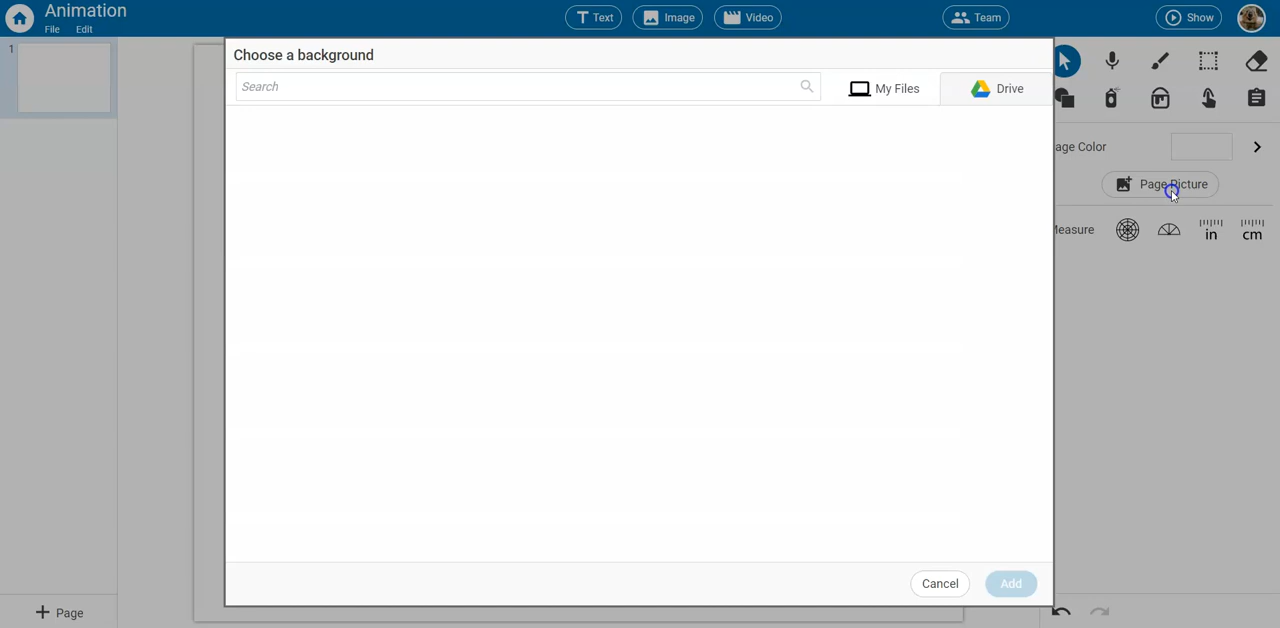 Animation
File Edit
Text
Image
Video
Team
Show
1
Choose a background
Search
My Files
Drive
age Color
Page Picture
Measure
in
cm
Cancel
Add
Page